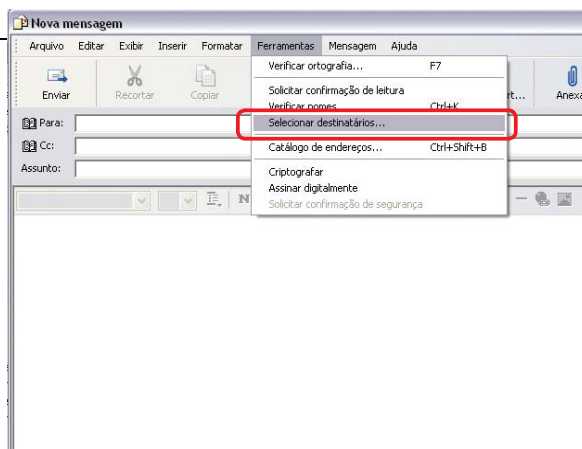 Nova mensagem
Arquivo Editar Exibir Inserir Formatar Ferramentas Mensagem Ajuda
Verificar ortografia... F7
Solicitar confirmação de leitura
Verificar nomes Ctrl+K
Selecionar destinatários...
Catálogo de endereços... Ctrl+Shift+B
Criptografar
Assinar digitalmente
Solicitar confirmação de segurança
Enviar Recortar Copiar rt... Anexa
Para:
Cc:
Assunto:
N